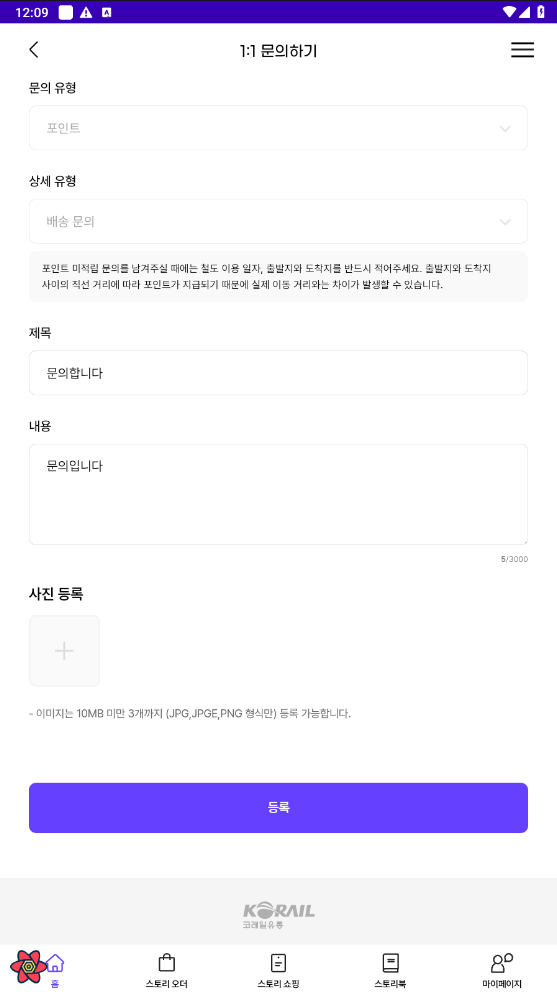 12:09
1:1 문의하기
문의 유형
포인트
상세 유형
배송 문의
포인트 미적립 문의를 남겨주실 때에는 철도 이용 일자, 출발지와 도착지를 반드시 적어주세요. 출발지와 도착지
사이의 직선 거리에 따라 포인트가 지급되기 때문에 실제 이동 거리와는 차이가 발생할 수 있습니다.
제목
문의합니다
내용
문의입니다
5/3000
사진 등록
- 이미지는 10MB 미만 3개까지 (JPG,JPGE,PNG 형식만) 등록 가능합니다.
등록
KORAIL
코레일유통
홈
스토리 오더
스토리 쇼핑
스토리북
마이페이지